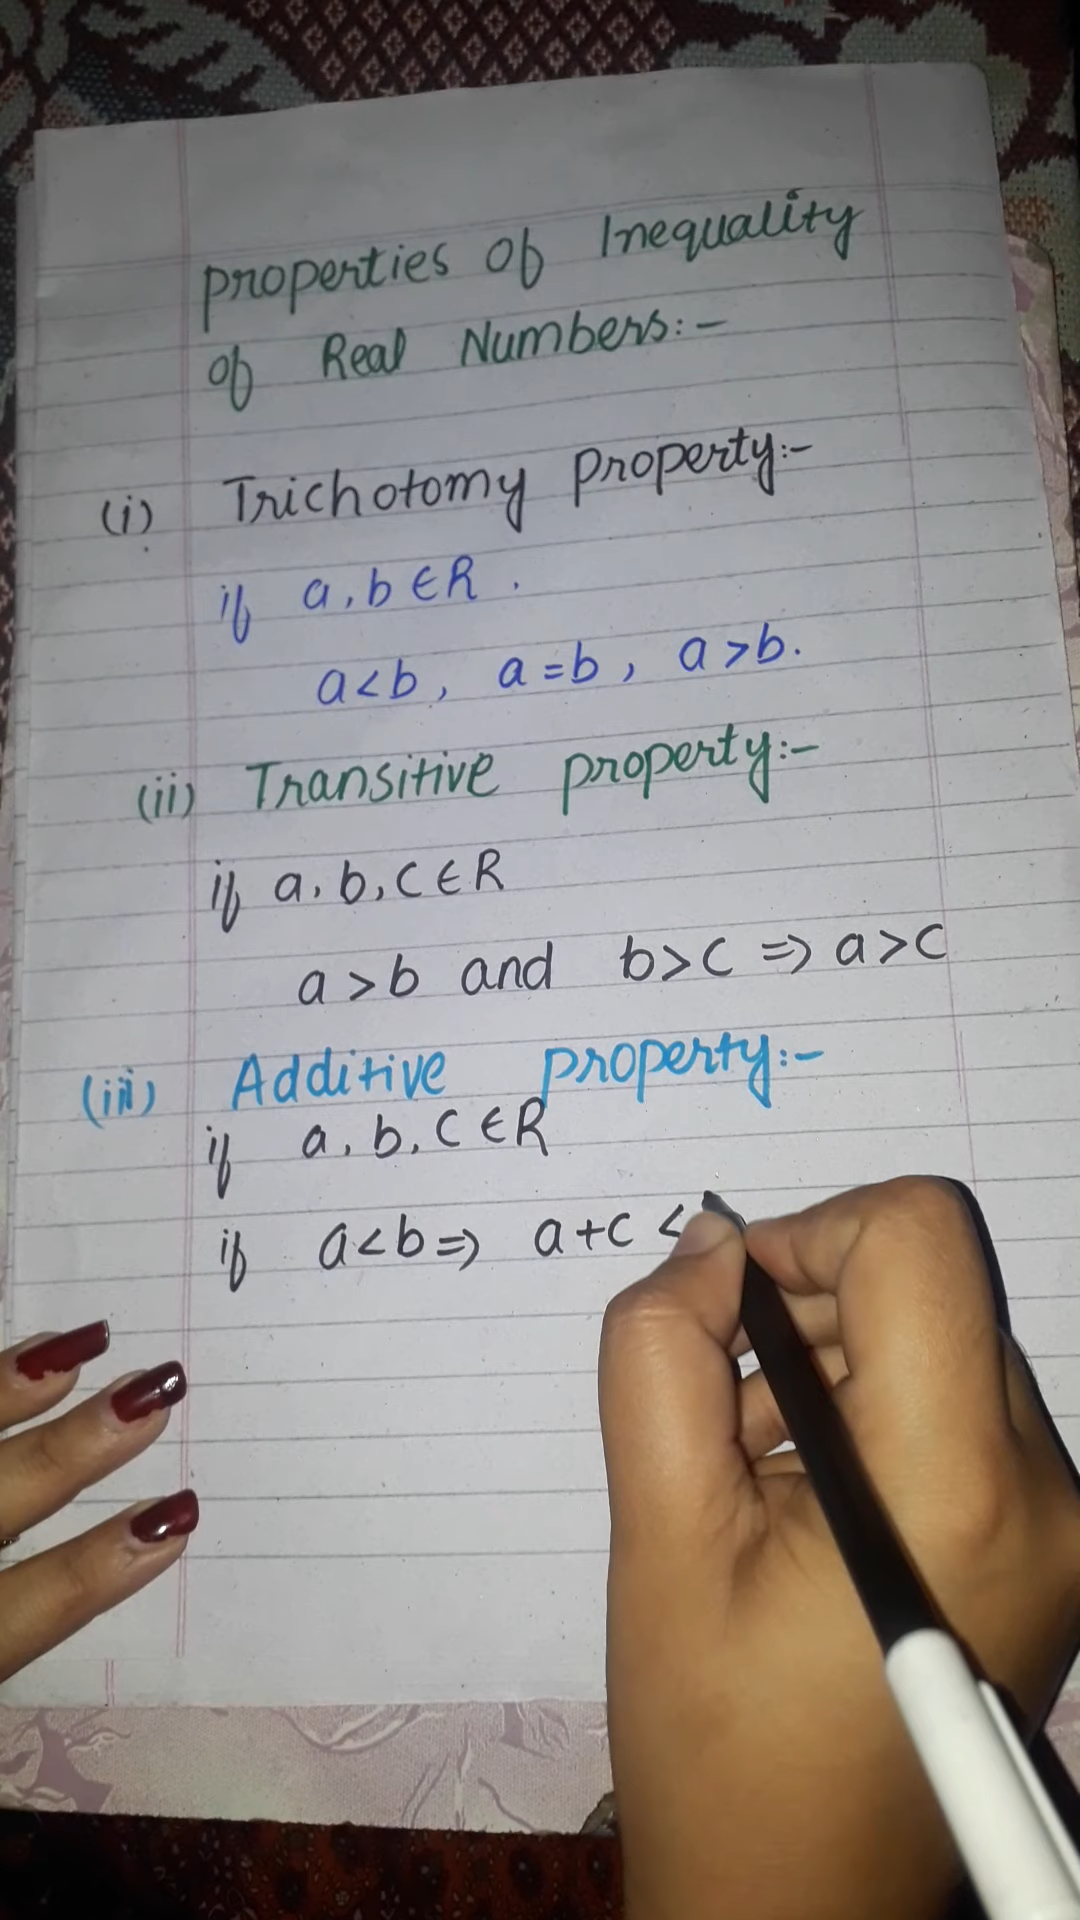 Properties of Inequality
of Real Numbers:-
(i) Trichotomy Property:-
if a, b ∈ R .
a<b, a=b, a>b.
(ii) Transitive property:-
if a, b, c ∈ R
a>b and b>c ⇒ a>c
(iii) Additive property:-
if a, b, c ∈ R
if a<b ⇒ a+c <